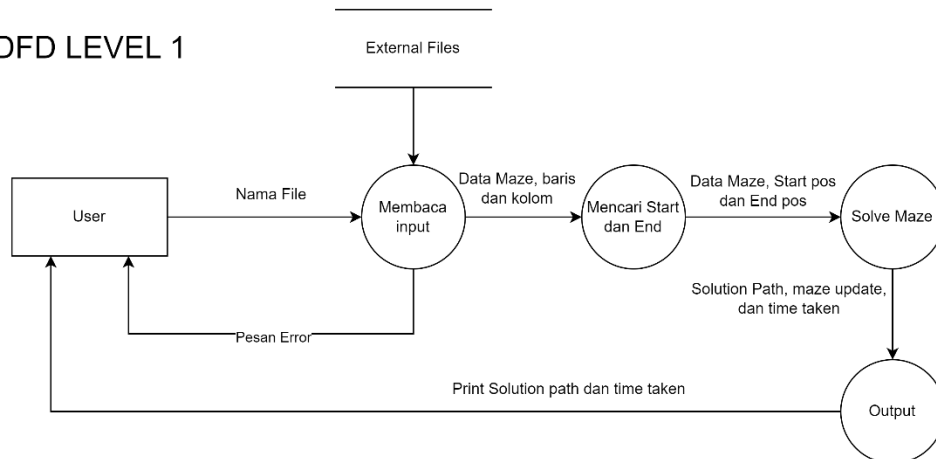 DFD LEVEL 1
External Files
User
Nama File
Membaca
input
Data Maze, baris
dan kolom
Mencari Start
dan End
Data Maze, Start pos
dan End pos
Solve Maze
Solution Path, maze update,
dan time taken
Pesan Error
Print Solution path dan time taken
Output